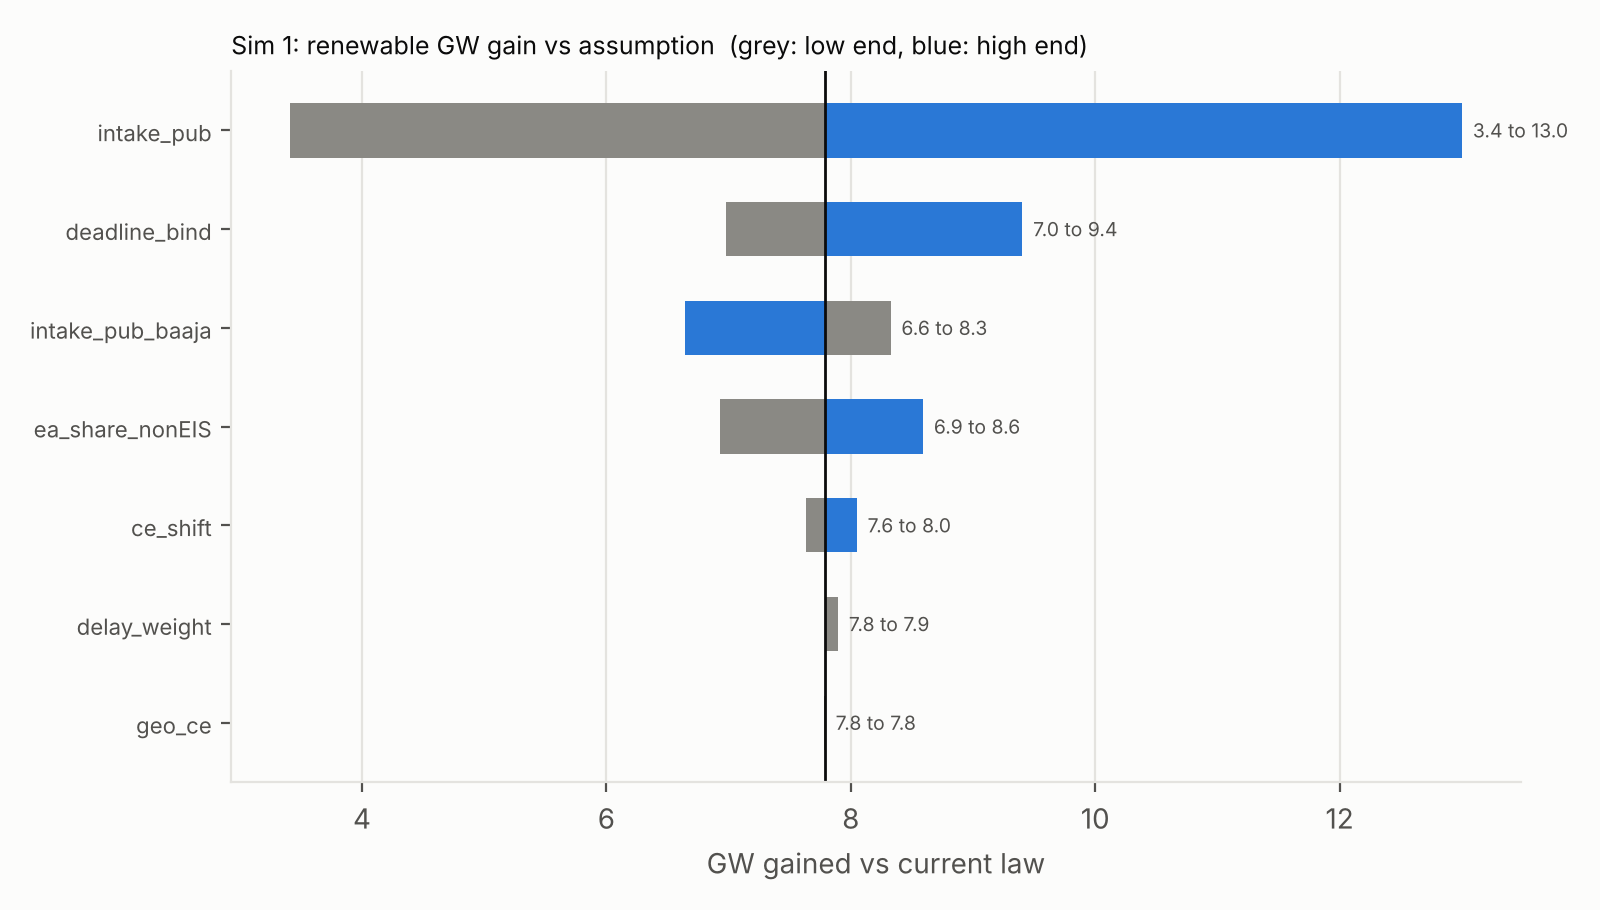 Sim 1: renewable GW gain vs assumption  (grey: low end, blue: high end)
intake_pub
3.4 to 13.0
deadline_bind
7.0 to 9.4
intake_pub_baaja
6.6 to 8.3
ea_share_nonEIS
6.9 to 8.6
ce_shift
7.6 to 8.0
delay_weight
7.8 to 7.9
geo_ce
7.8 to 7.8
4 6 8 10 12
GW gained vs current law